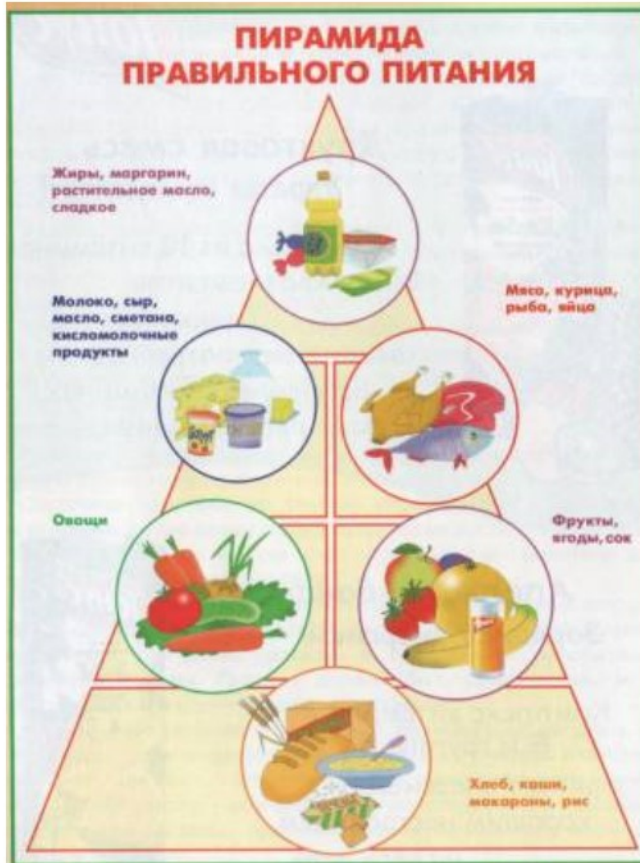 ПИРАМИДА
ПРАВИЛЬНОГО ПИТАНИЯ
Жиры, маргарин,
растительное масло,
сладкое
Молоко, сыр,
масло, сметана,
кисломолочные
продукты
Мясо, курица,
рыба, яйца
Овощи
Фрукты,
ягоды, сок
Хлеб, каши,
макароны, рис